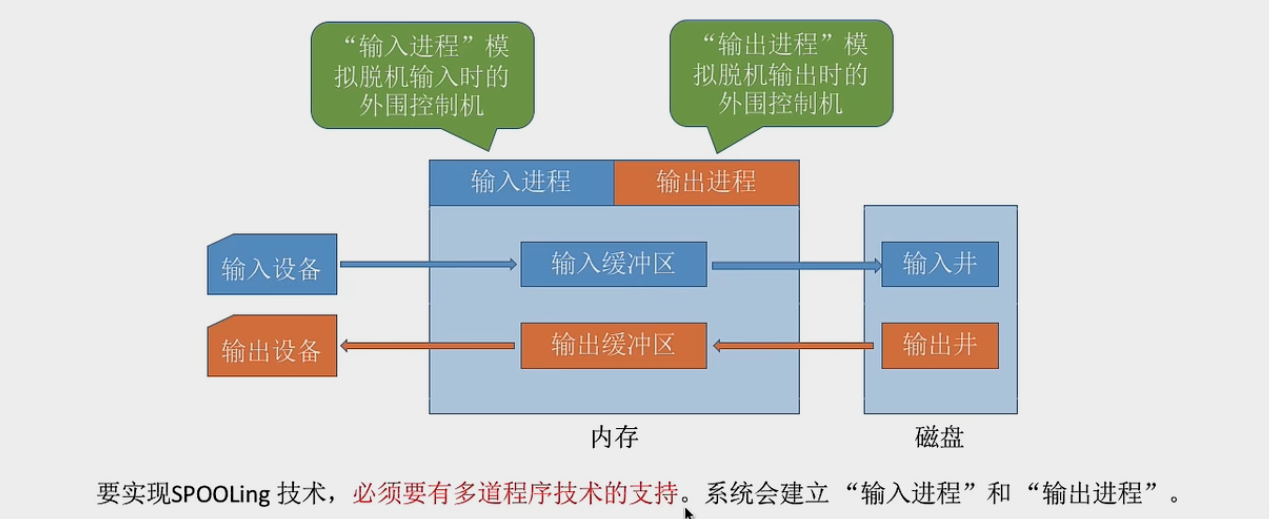 “输入进程”模
拟脱机输入时的
外围控制机
“输出进程”模
拟脱机输出时的
外围控制机
输入进程
输出进程
输入设备
输入缓冲区
输入井
输出设备
输出缓冲区
输出井
内存
磁盘
要实现SPOOLing 技术，必须要有多道程序技术的支持。系统会建立 “输入进程”和 “输出进程”。